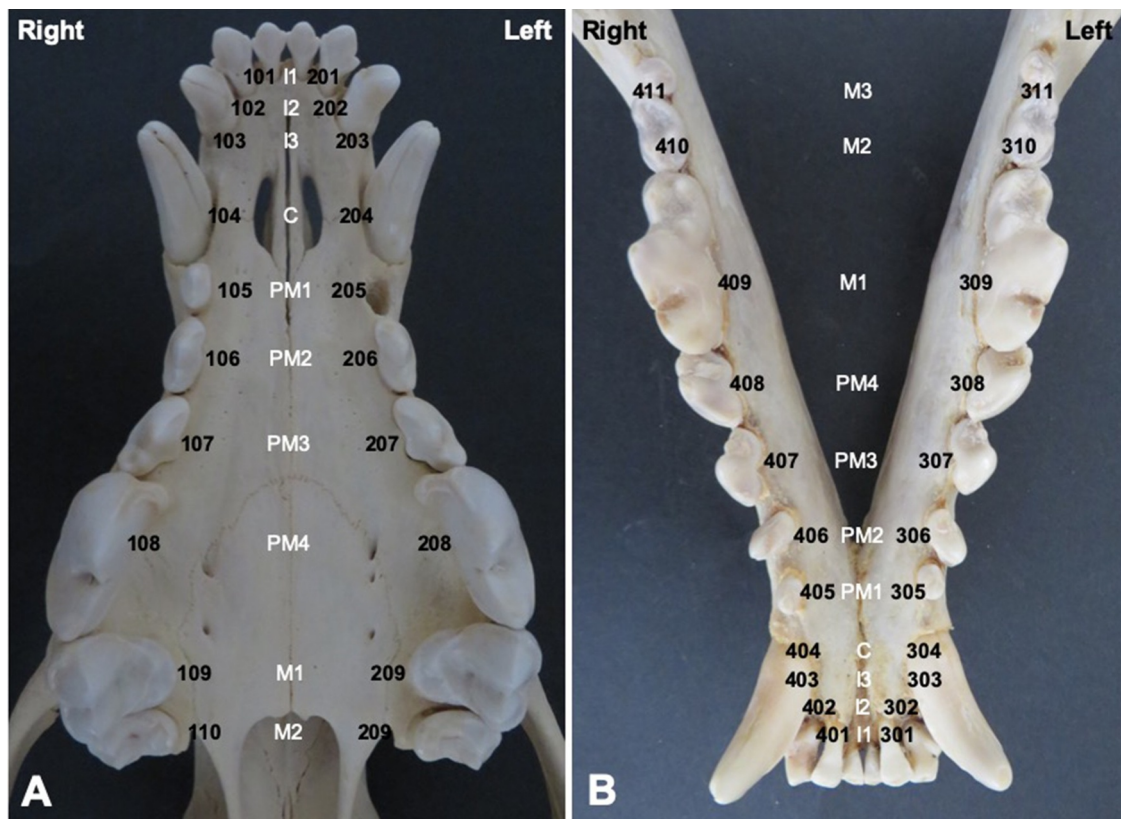 Right Left
101 I1 201
102 I2 202
103 I3 203
104 C 204
105 PM1 205
106 PM2 206
107 PM3 207
108 PM4 208
109 M1 209
110 M2 209
A
Right Left
411 M3 311
410 M2 310
409 M1 309
408 PM4 308
407 PM3 307
406 PM2 306
405 PM1 305
404 C 304
403 I3 303
402 I2 302
401 I1 301
B